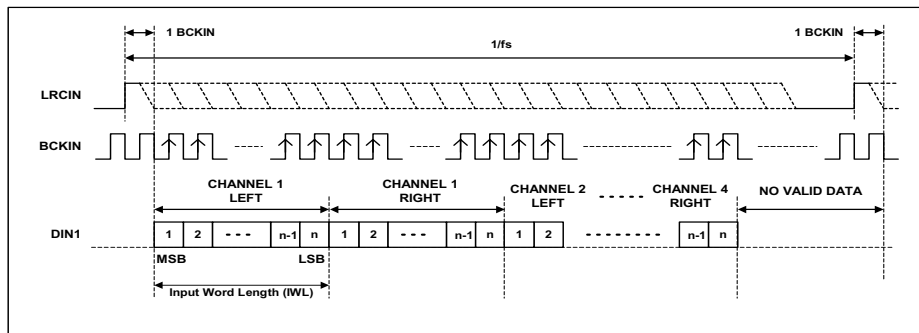 1 BCKIN
1 BCKIN
1/fs
LRCIN
BCKIN
CHANNEL 1
LEFT
CHANNEL 1
RIGHT
CHANNEL 2
LEFT
CHANNEL 4
RIGHT
NO VALID DATA
DIN1
1 2 n-1 n 1 2 n-1 n 1 2 n-1 n
MSB
LSB
Input Word Length (IWL)